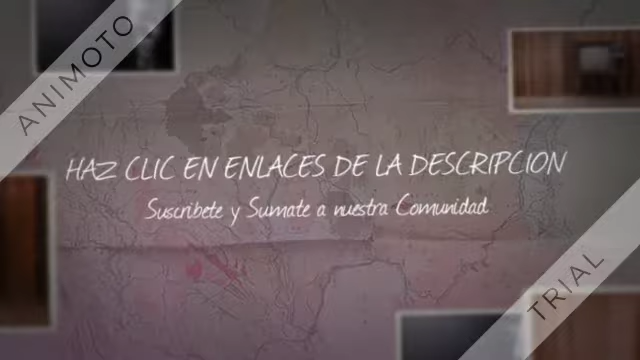 ANIMOTO
HAZ CLIC EN ENLACES DE LA DESCRIPCION
Suscribete y Sumate a nuestra Comunidad
TRIAL